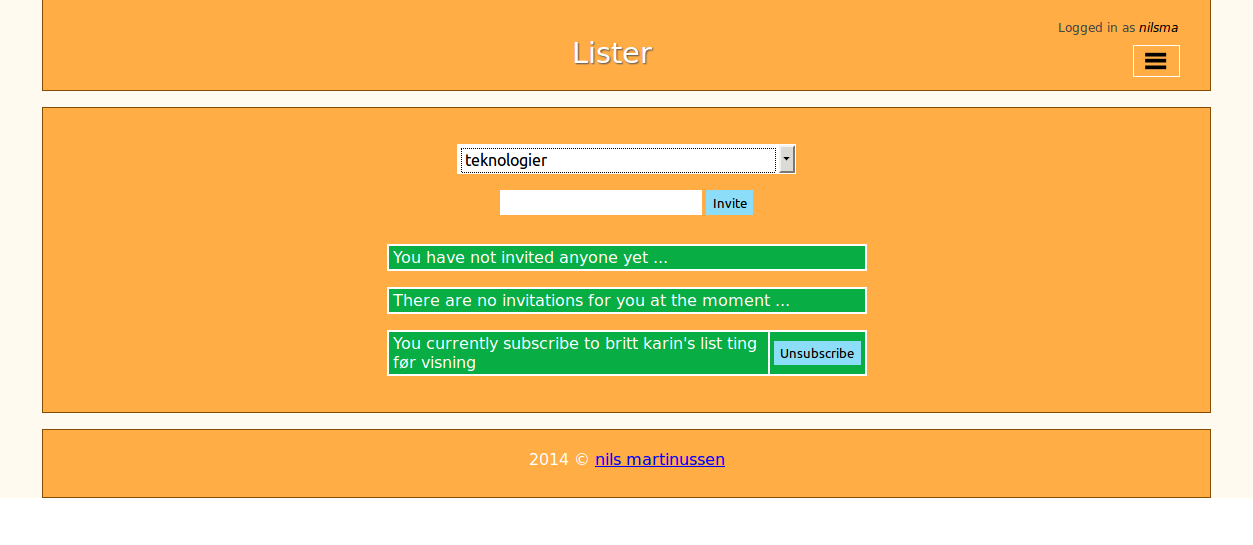 Logged in as nilsma
Lister
teknologier
Invite
You have not invited anyone yet ...
There are no invitations for you at the moment ...
You currently subscribe to britt karin's list ting
før visning
Unsubscribe
2014 © nils martinussen